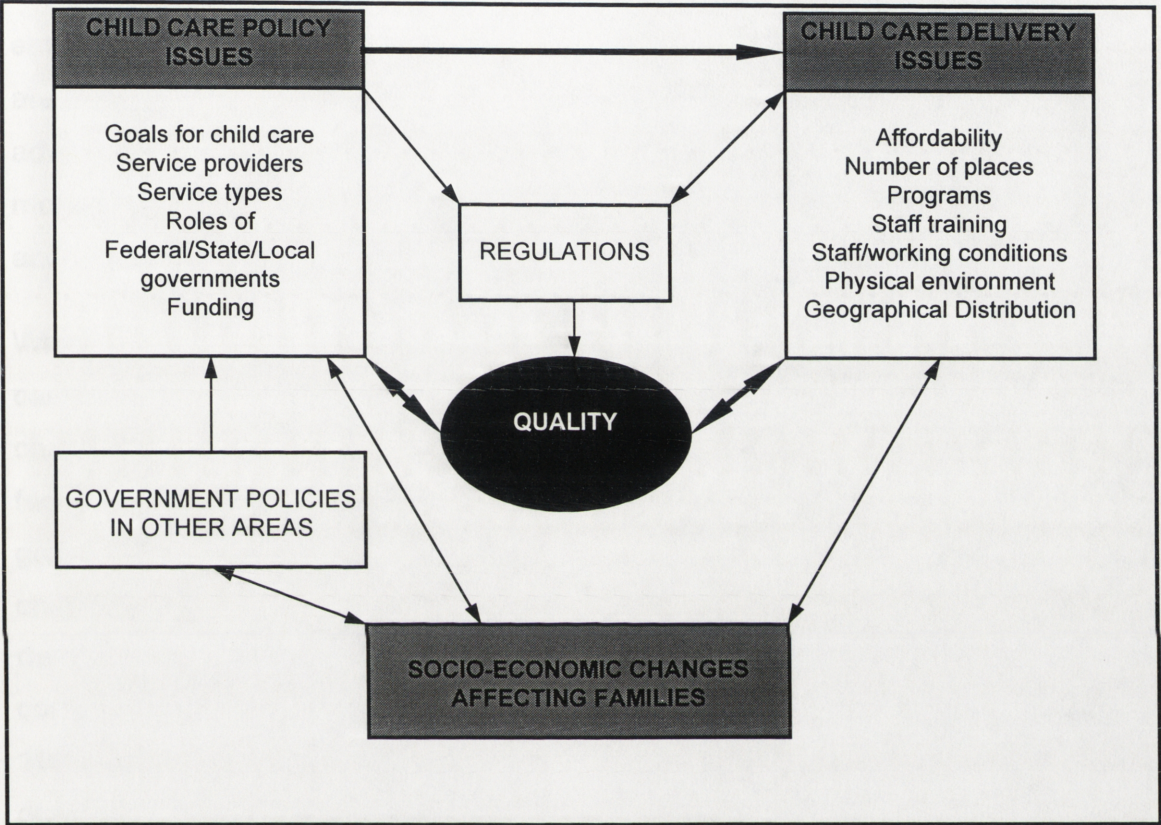 CHILD CARE POLICY
ISSUES
Goals for child care
Service providers
Service types
Roles of
Federal/State/Local
governments
Funding
CHILD CARE DELIVERY
ISSUES
Affordability
Number of places
Programs
Staff training
Staff/working conditions
Physical environment
Geographical Distribution
REGULATIONS
QUALITY
GOVERNMENT POLICIES
IN OTHER AREAS
SOCIO-ECONOMIC CHANGES
AFFECTING FAMILIES